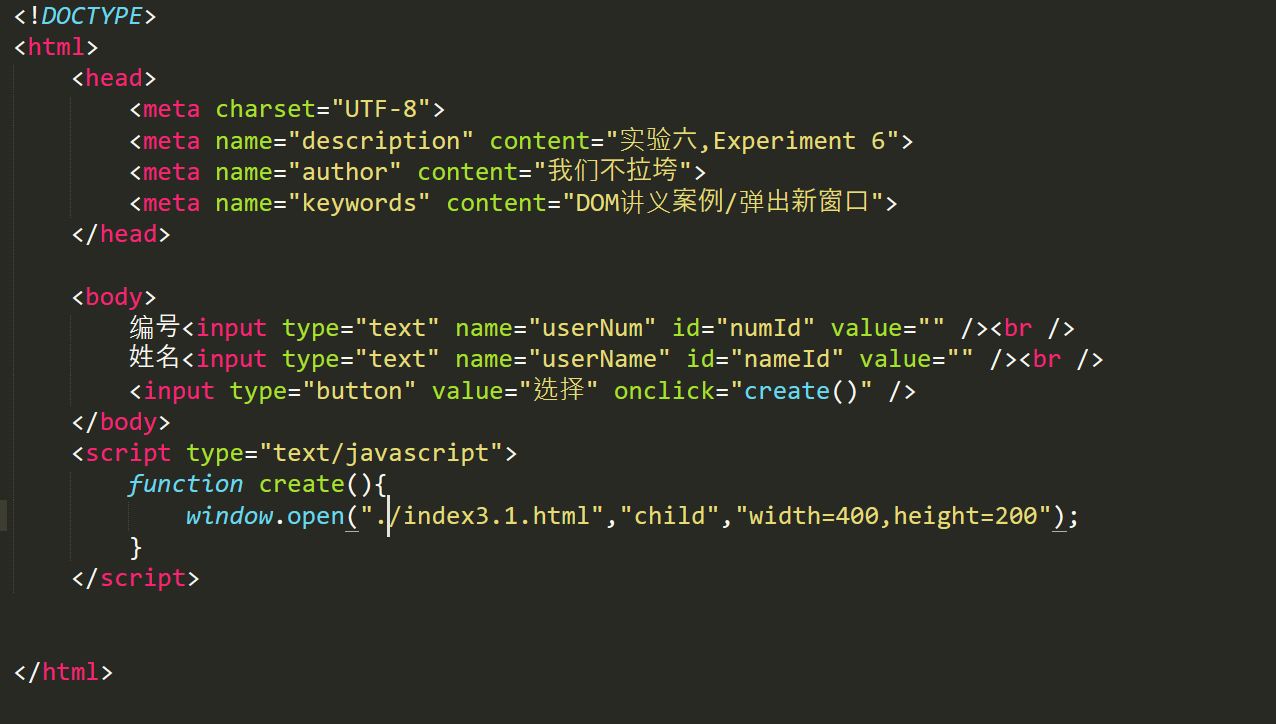 <!DOCTYPE>
<html>
<head>
<meta charset="UTF-8">
<meta name="description" content="实验六,Experiment 6">
<meta name="author" content="我们不拉垮">
<meta name="keywords" content="DOM讲义案例/弹出新窗口">
</head>
<body>
编号<input type="text" name="userNum" id="numId" value="" /><br />
姓名<input type="text" name="userName" id="nameId" value="" /><br />
<input type="button" value="选择" onclick="create()" />
</body>
<script type="text/javascript">
function create(){
window.open("./index3.1.html","child","width=400,height=200");
}
</script>
</html>